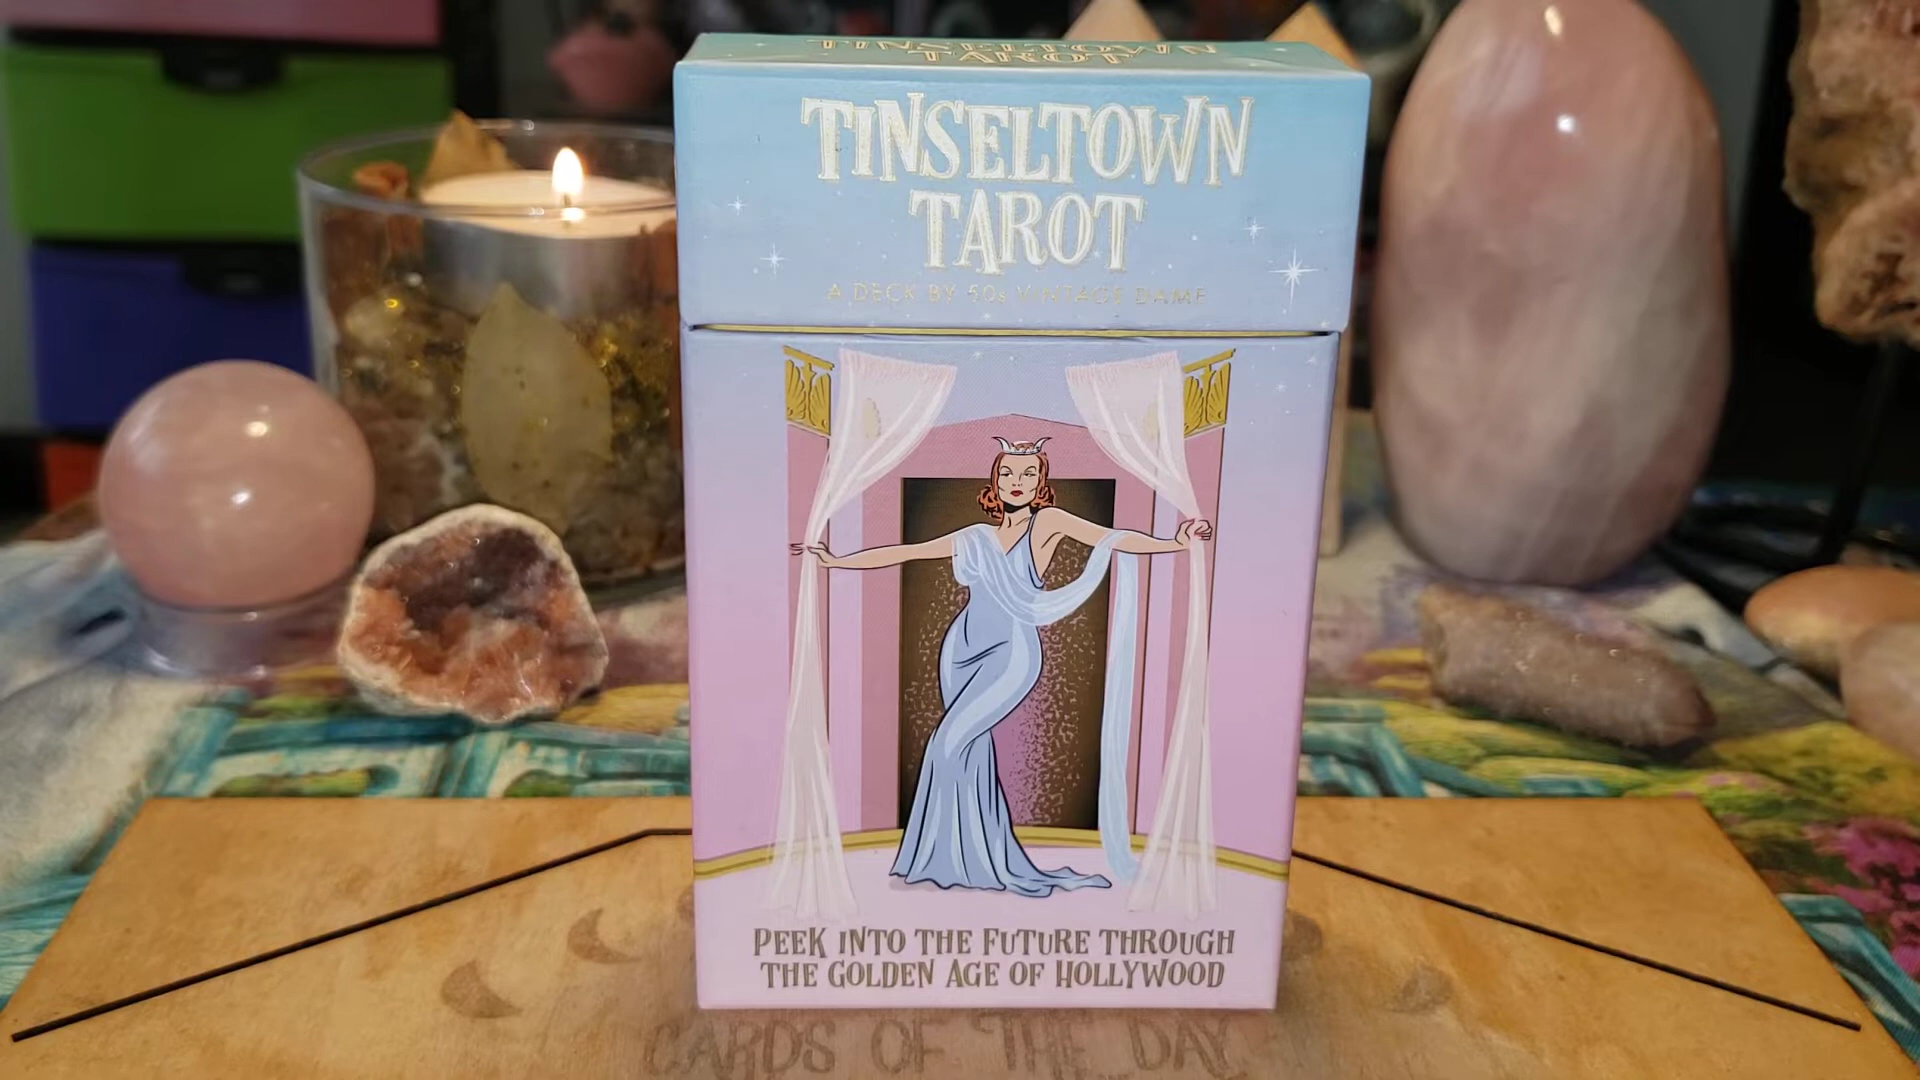 TINSELTOWN
TAROT
TINSELTOWN
TAROT
A DECK BY 50s VINTAGE DAME
PEEK INTO THE FUTURE THROUGH
THE GOLDEN AGE OF HOLLYWOOD
CARDS OF THE DAY